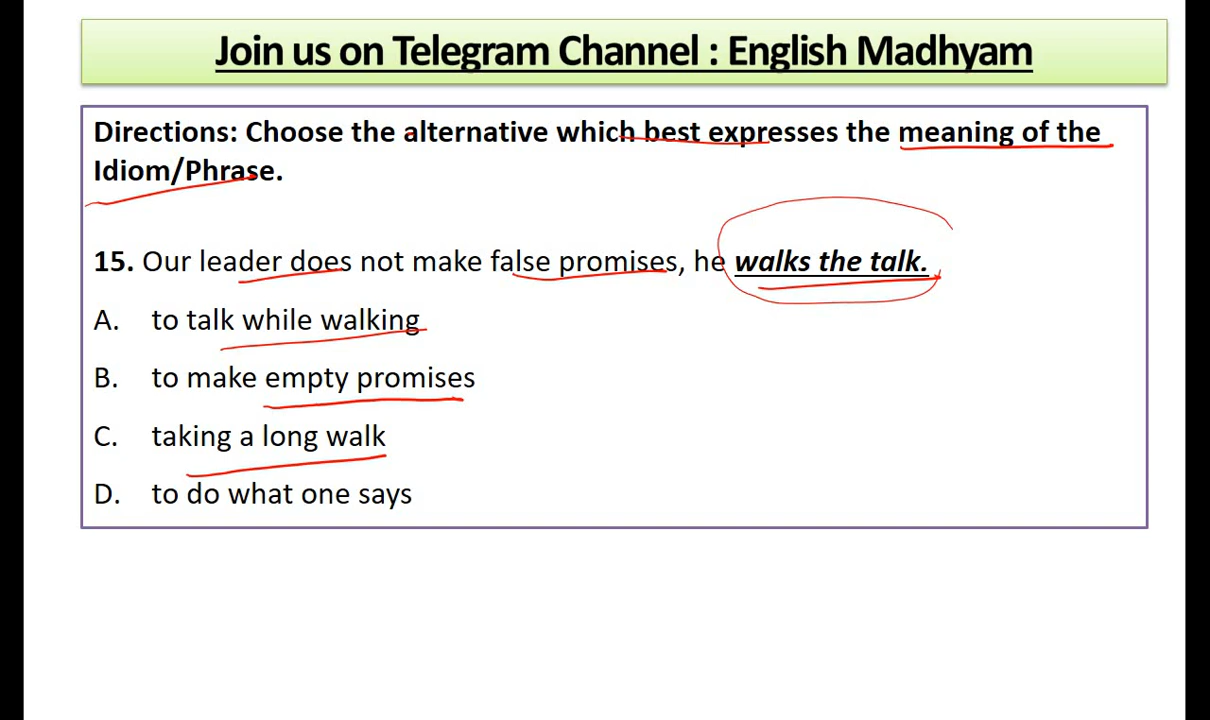 Join us on Telegram Channel : English Madhyam
Directions: Choose the alternative which best expresses the meaning of the
Idiom/Phrase.
15. Our leader does not make false promises, he walks the talk.
A. to talk while walking
B. to make empty promises
C. taking a long walk
D. to do what one says